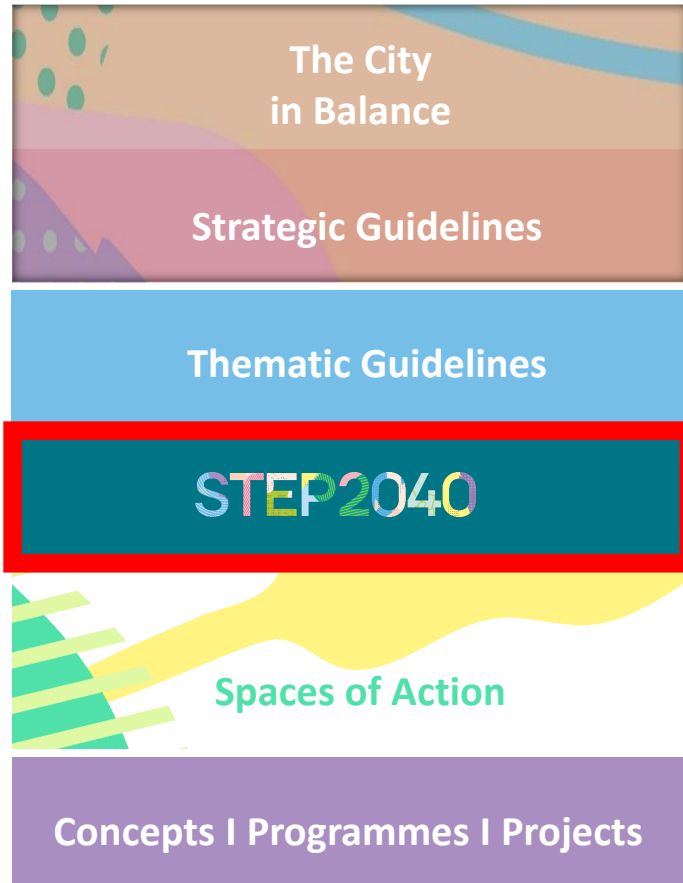 The City
in Balance
Strategic Guidelines
Thematic Guidelines
STEP2040
Spaces of Action
Concepts I Programmes I Projects